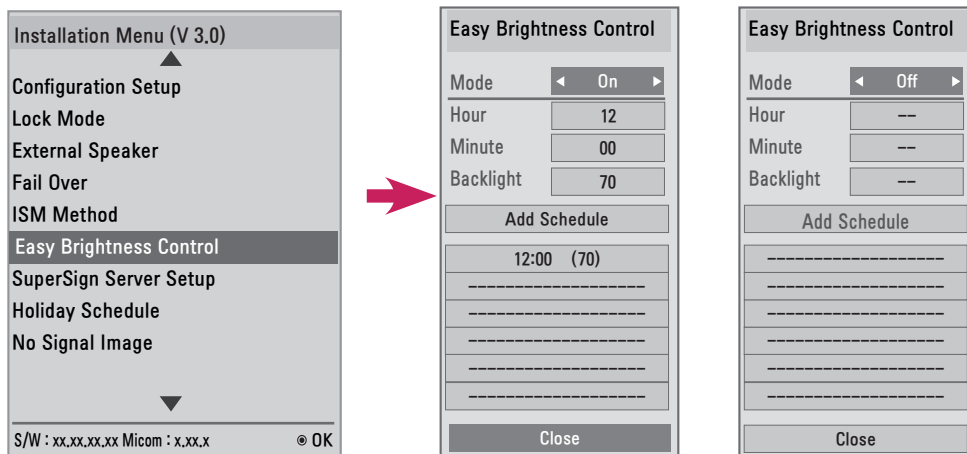 Installation Menu (V 3.0)
Configuration Setup
Lock Mode
External Speaker
Fail Over
ISM Method
Easy Brightness Control
SuperSign Server Setup
Holiday Schedule
No Signal Image
S/W : xx.xx.xx.xx Micom : x.xx.x ◉ OK
Easy Brightness Control
Mode ◀ On ▶
Hour 12
Minute 00
Backlight 70
Add Schedule
12:00 (70)
-------------------
-------------------
-------------------
-------------------
-------------------
Close
Easy Brightness Control
Mode ◀ Off ▶
Hour --
Minute --
Backlight --
Add Schedule
-------------------
-------------------
-------------------
-------------------
-------------------
-------------------
Close